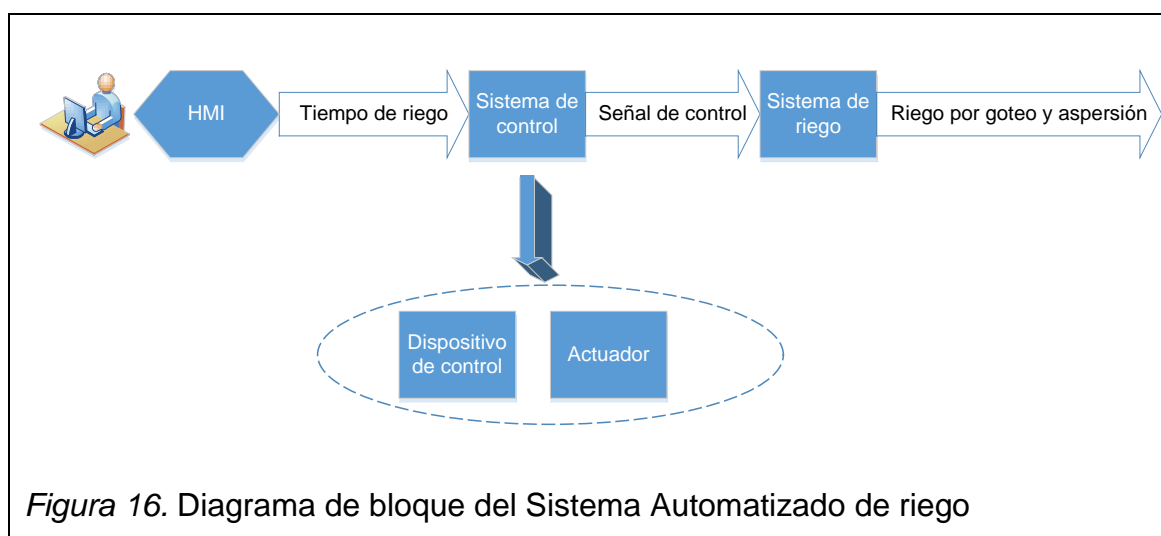 HMI
Tiempo de riego
Sistema de
control
Señal de control
Sistema de
riego
Riego por goteo y aspersión
Dispositivo
de control
Actuador
Figura 16. Diagrama de bloque del Sistema Automatizado de riego